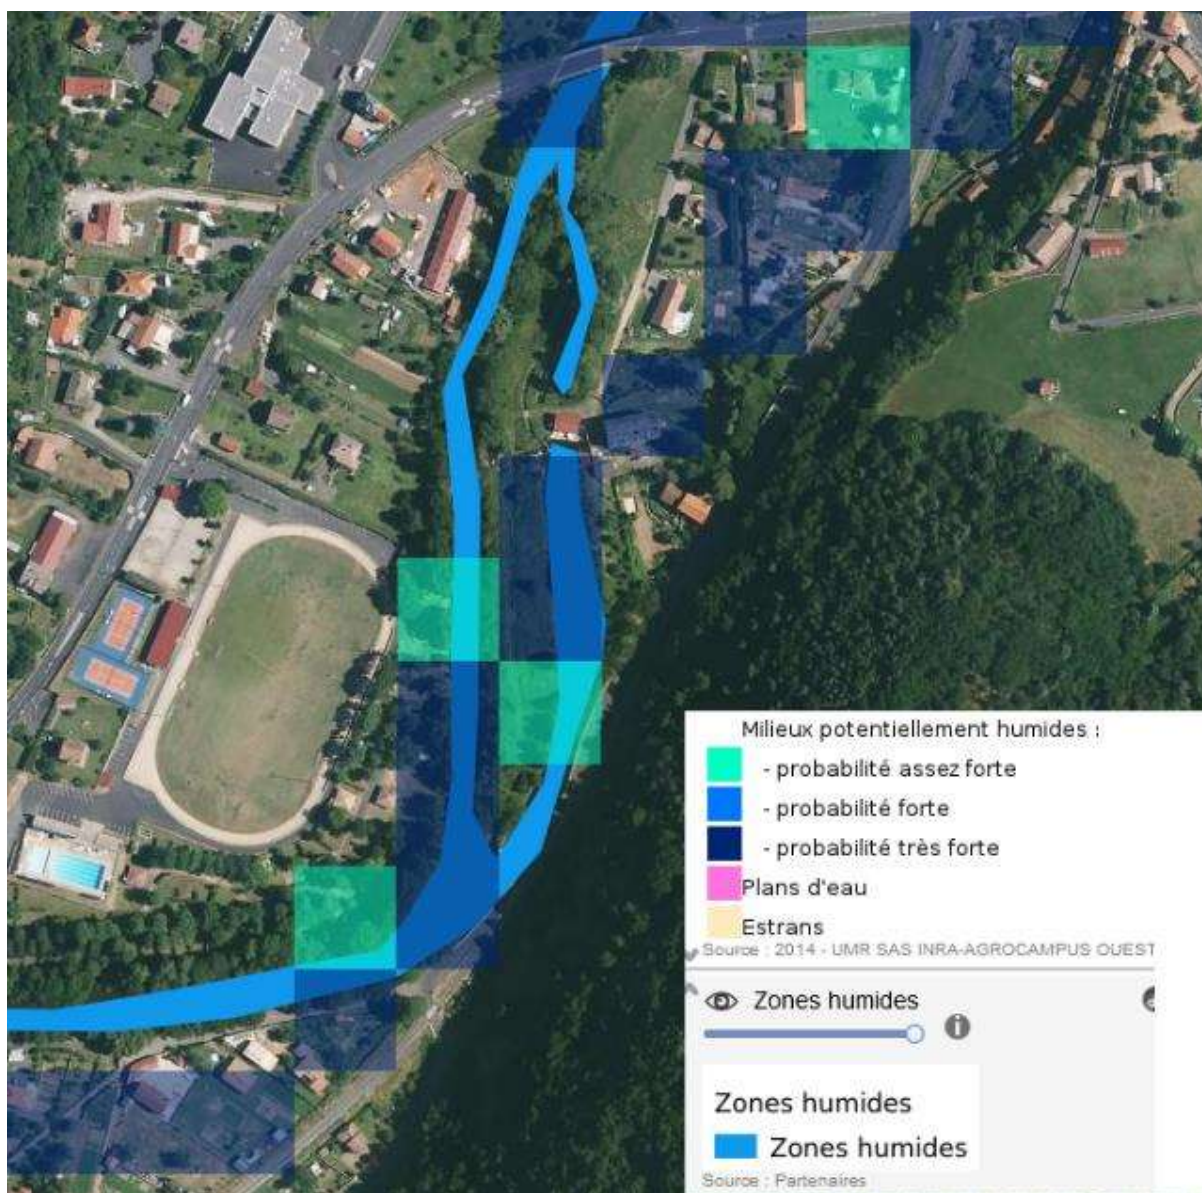 Milieux potentiellement humides :
- probabilité assez forte
- probabilité forte
- probabilité très forte
Plans d'eau
Estrans
Source : 2014 - UMR SAS INRA-AGROCAMPUS OUEST
Zones humides
Zones humides
Zones humides
Source : Partenaires